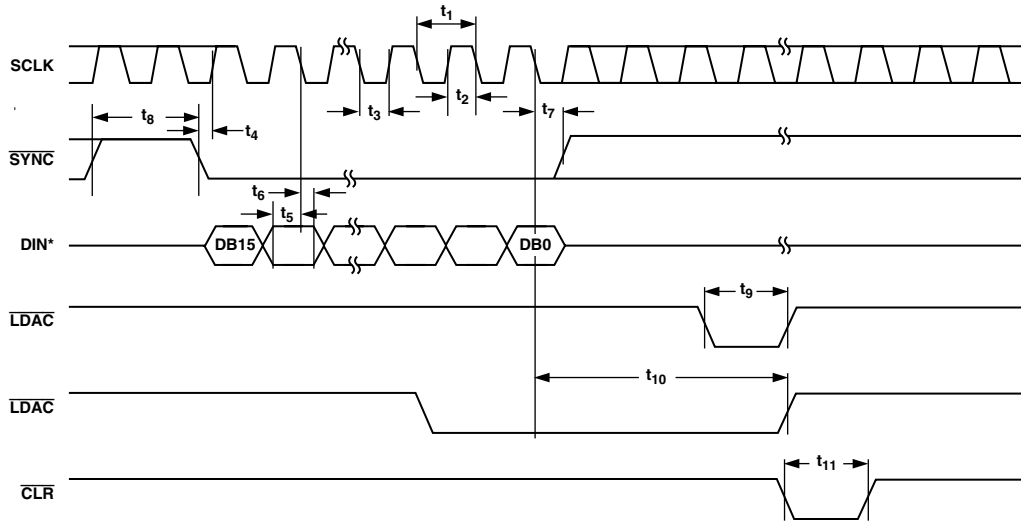 t1
SCLK
t8
t4
t3
t2
t7
SYNC
t6
t5
DIN*
DB15
DB0
t9
LDAC
t10
LDAC
t11
CLR